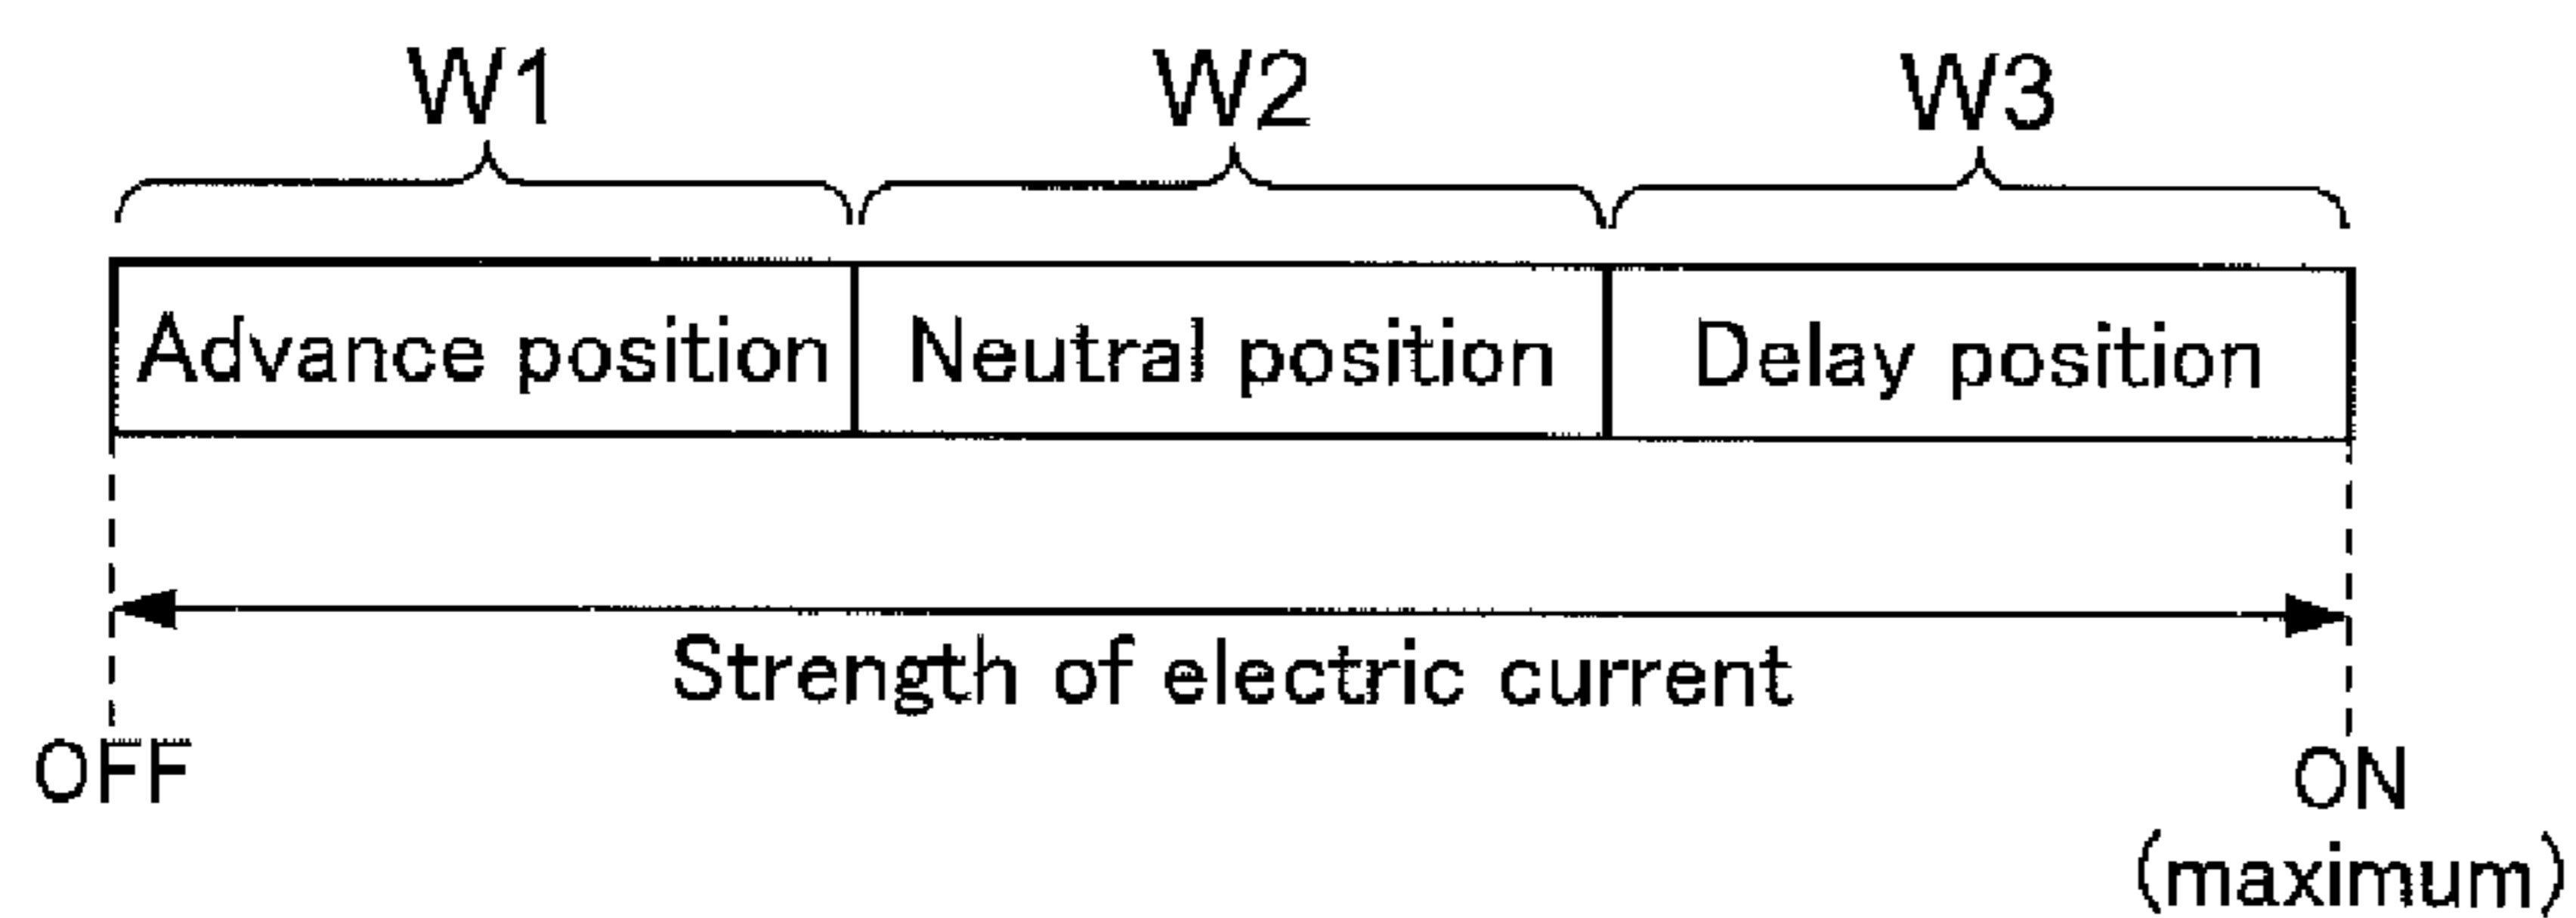 W1 W2 W3
Advance position Neutral position Delay position
Strength of electric current
OFF ON
(maximum)